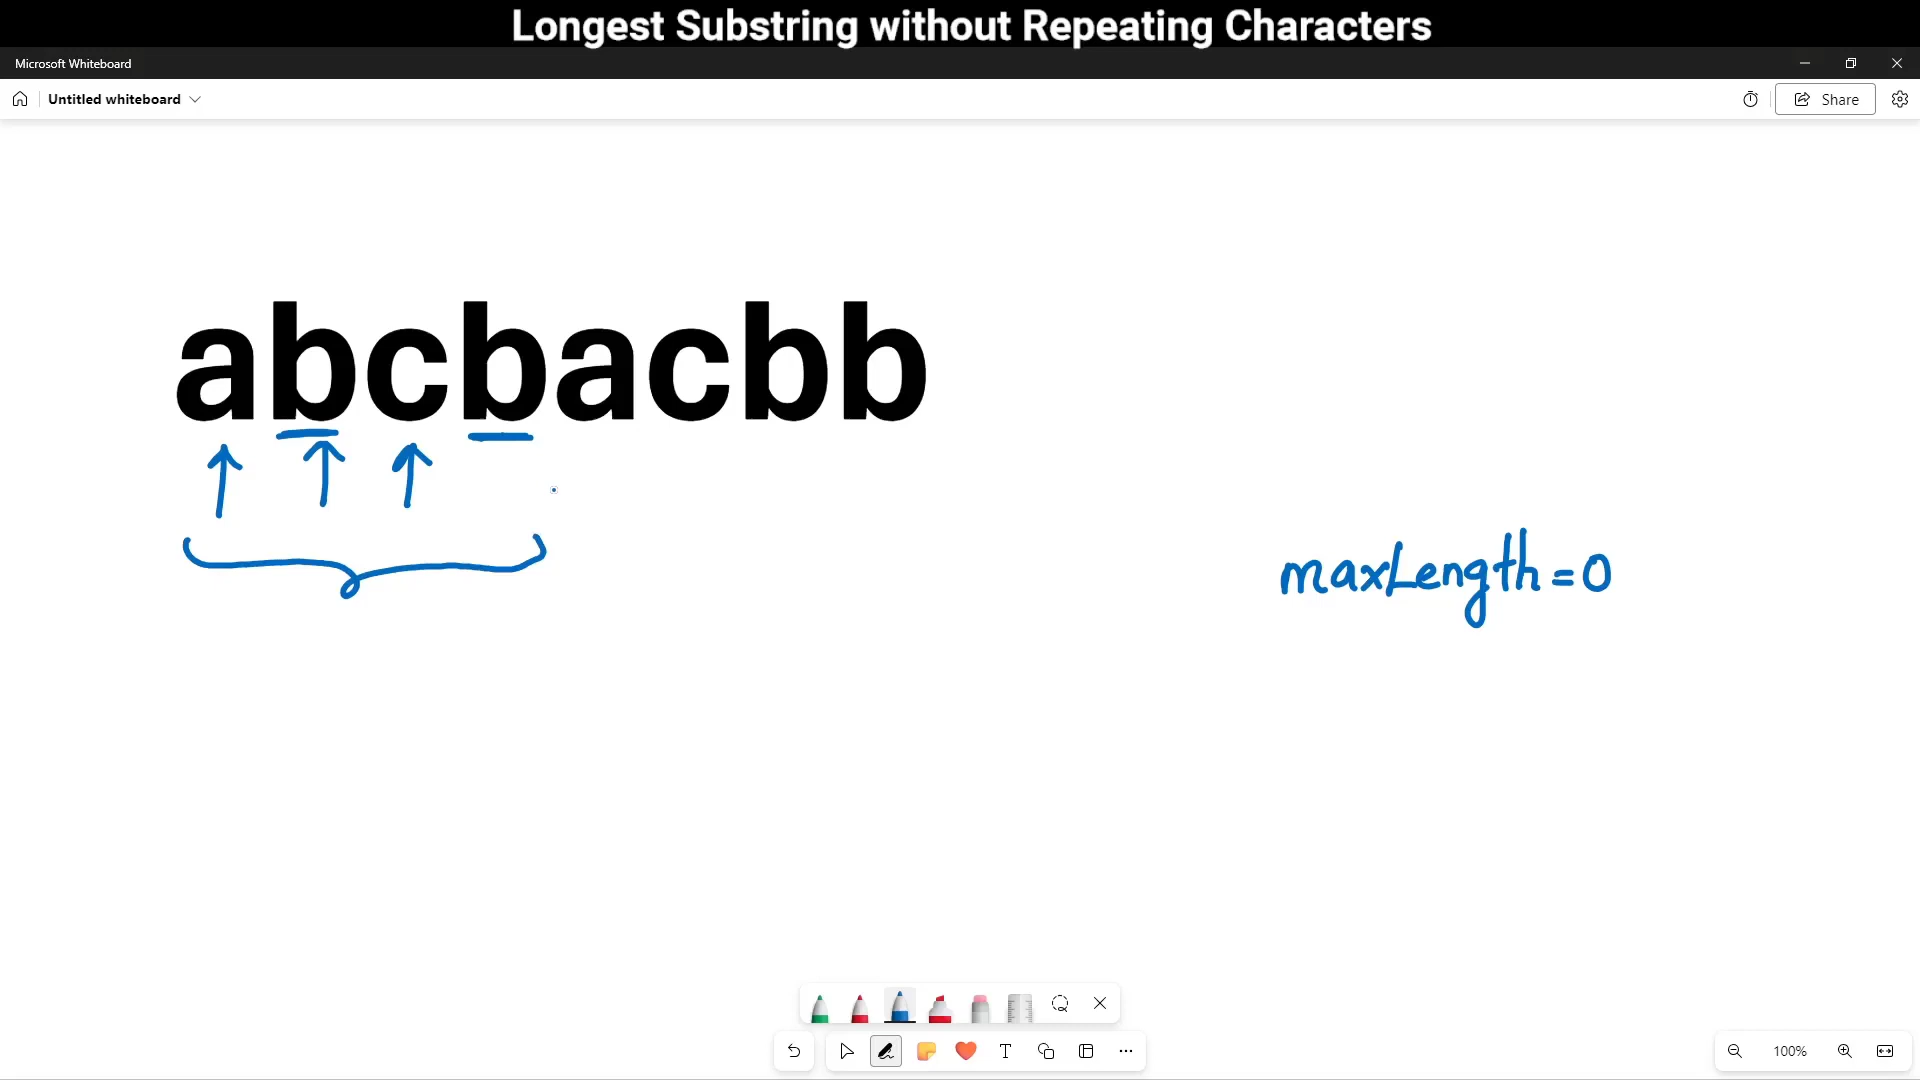 Longest Substring without Repeating Characters
Microsoft Whiteboard
Untitled whiteboard
Share
abcbacbb
maxLength=0
T
100%